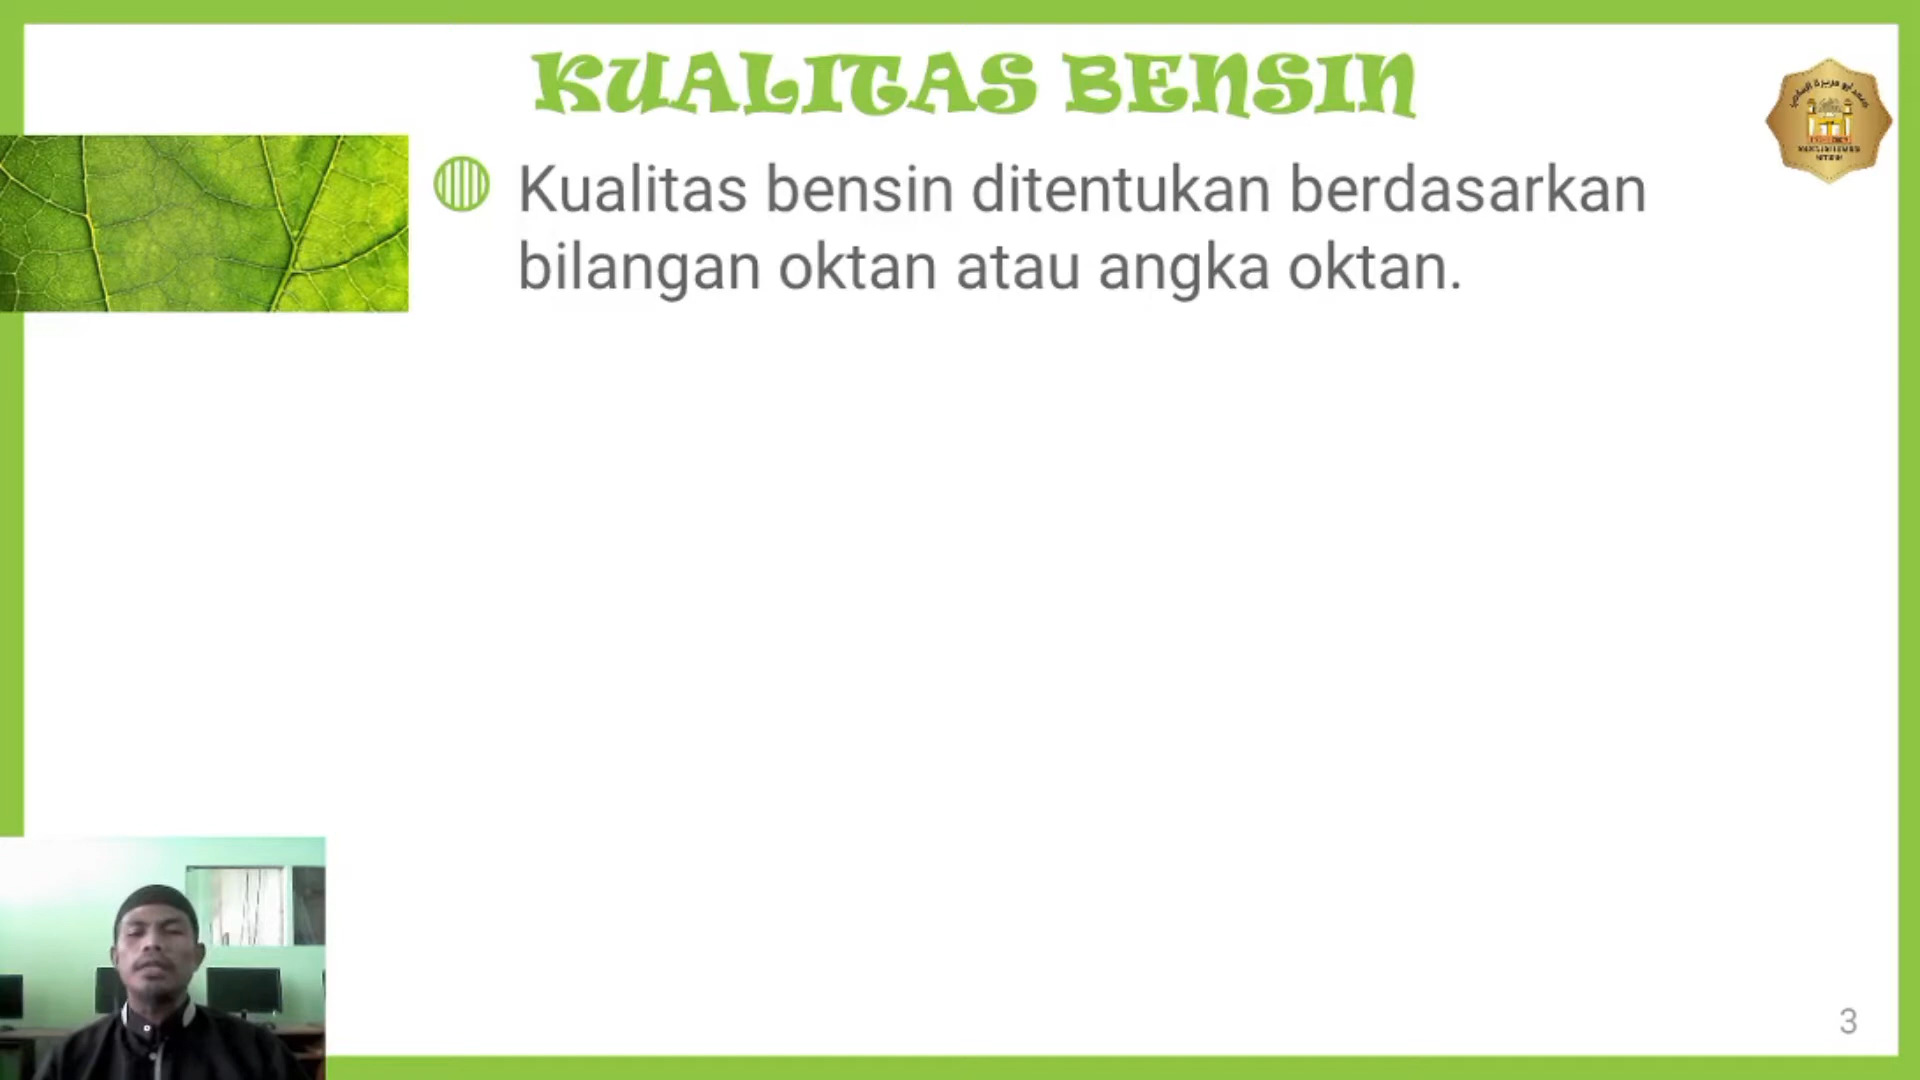 KUALITAS BENSIN
Kualitas bensin ditentukan berdasarkan
bilangan oktan atau angka oktan.
3